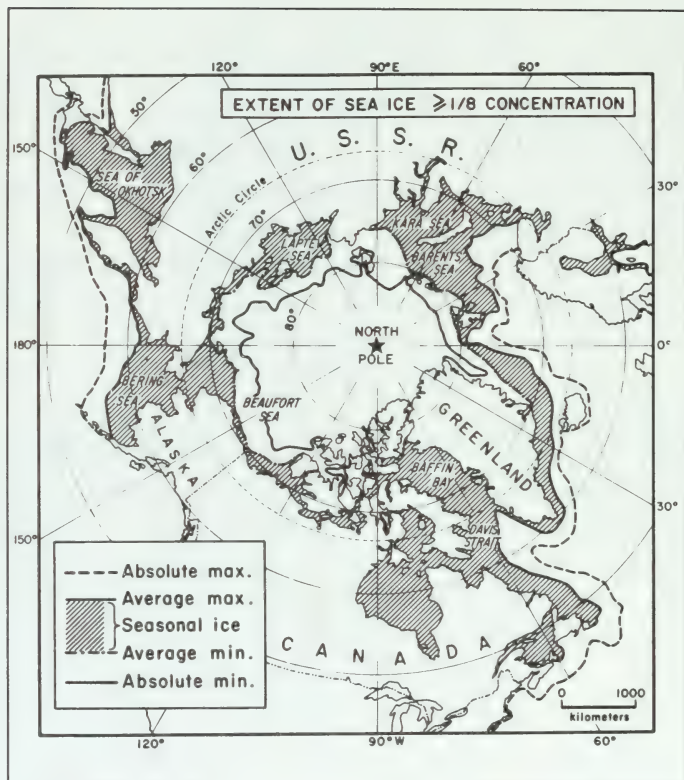 90°E
60°
EXTENT OF SEA ICE ≥1/8 CONCENTRATION
50°
150°
U. S. S. R.
60°
SEA OF
OKHOTSK
Arctic Circle
30°
70°
KARA SEA
LAPTEV
SEA
BARENTS
SEA
80°
NORTH
POLE
180°
0°
BERING
SEA
BEAUFORT
SEA
GREENLAND
ALASKA
BAFFIN
BAY
DAVIS
STRAIT
30°
150°
Absolute max.
Average max.
Seasonal ice
Average min.
Absolute min.
CANADA
0 1000
kilometers
120°
90°W
60°